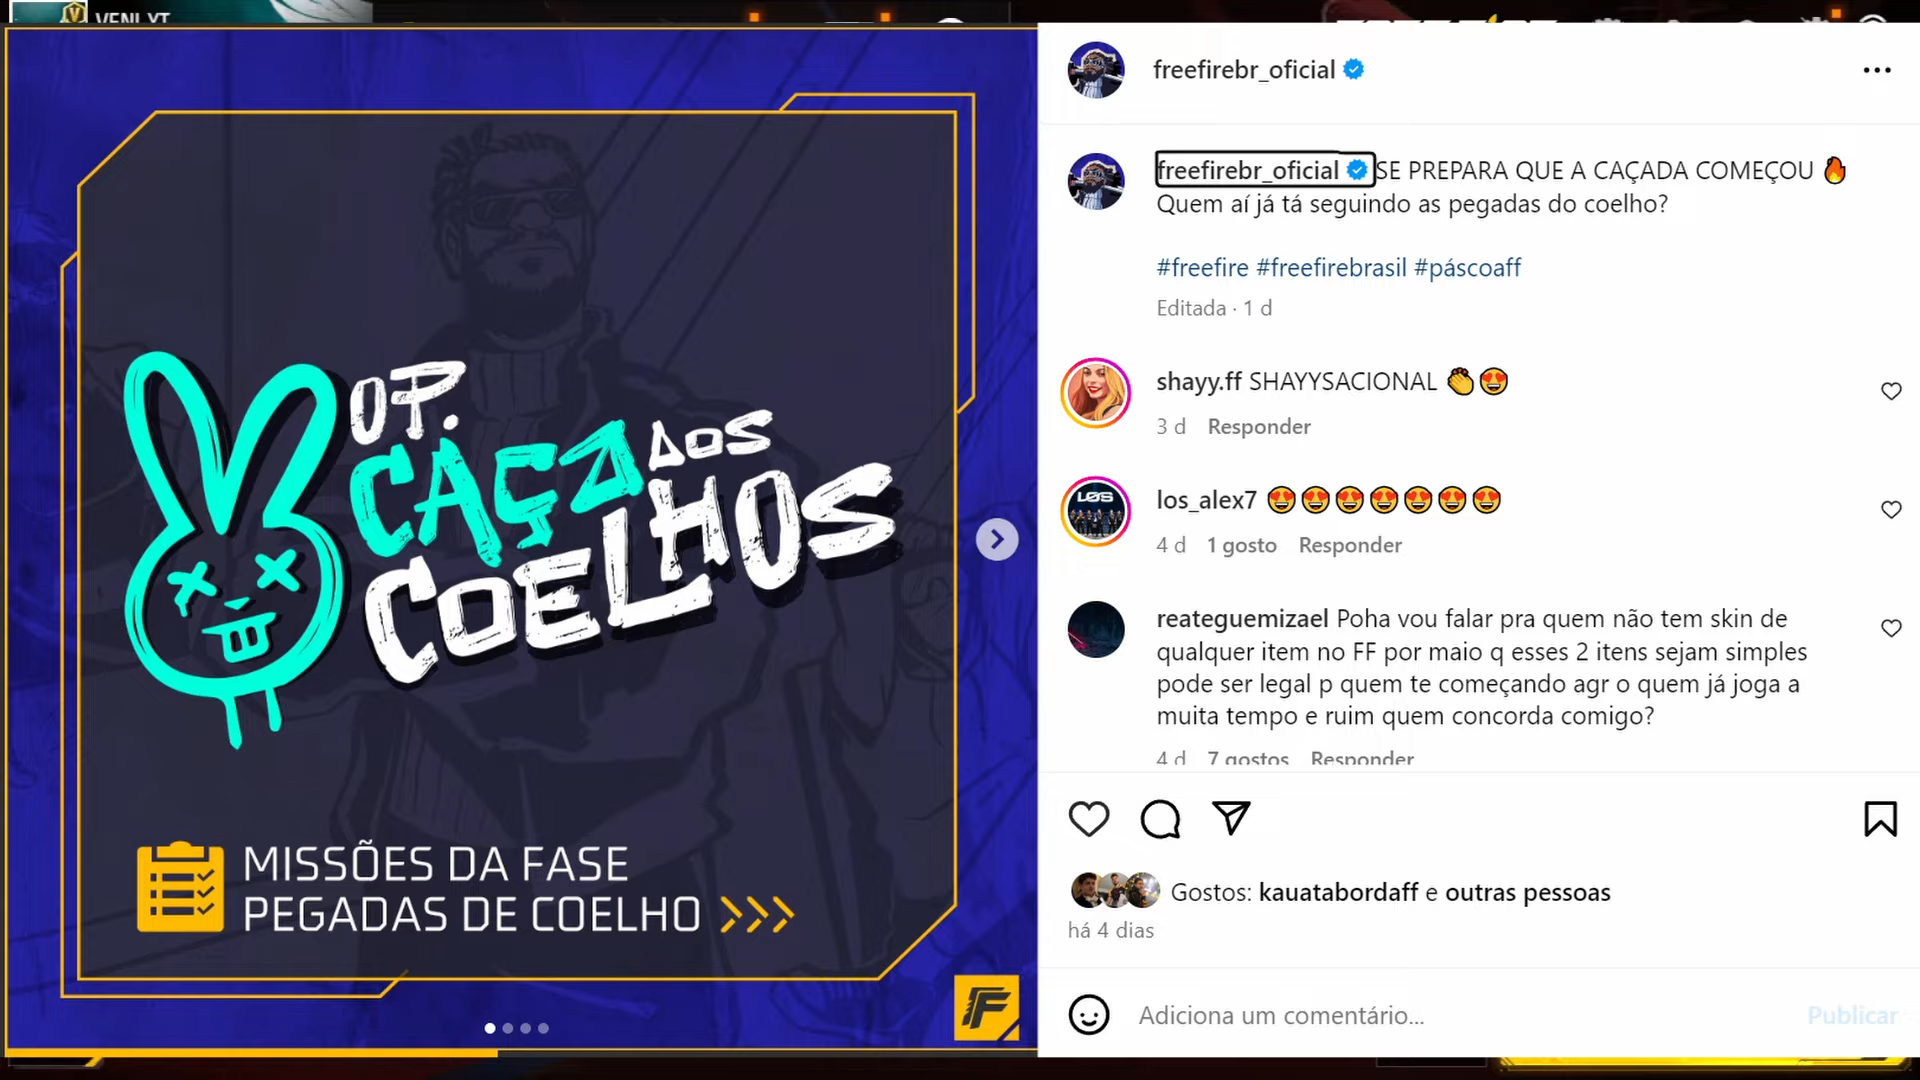 VENLYT
OP.
CAÇA AOS
COELHOS
MISSÕES DA FASE
PEGADAS DE COELHO >>>
freefirebr_oficial
freefirebr_oficial SE PREPARA QUE A CAÇADA COMEÇOU 🔥
Quem aí já tá seguindo as pegadas do coelho?
#freefire #freefirebrasil #páscoaff
Editada · 1 d
shayy.ff SHAYYSACIONAL 👏😍
3 d Responder
LOS
los_alex7 😍😍😍😍😍😍😍
4 d 1 gosto Responder
reateguemizael Poha vou falar pra quem não tem skin de
qualquer item no FF por maio q esses 2 itens sejam simples
pode ser legal p quem te começando agr o quem já joga a
muita tempo e ruim quem concorda comigo?
4 d 7 gostos Responder
Gostos: kauatabordaff e outras pessoas
há 4 dias
Adiciona um comentário...
Publicar